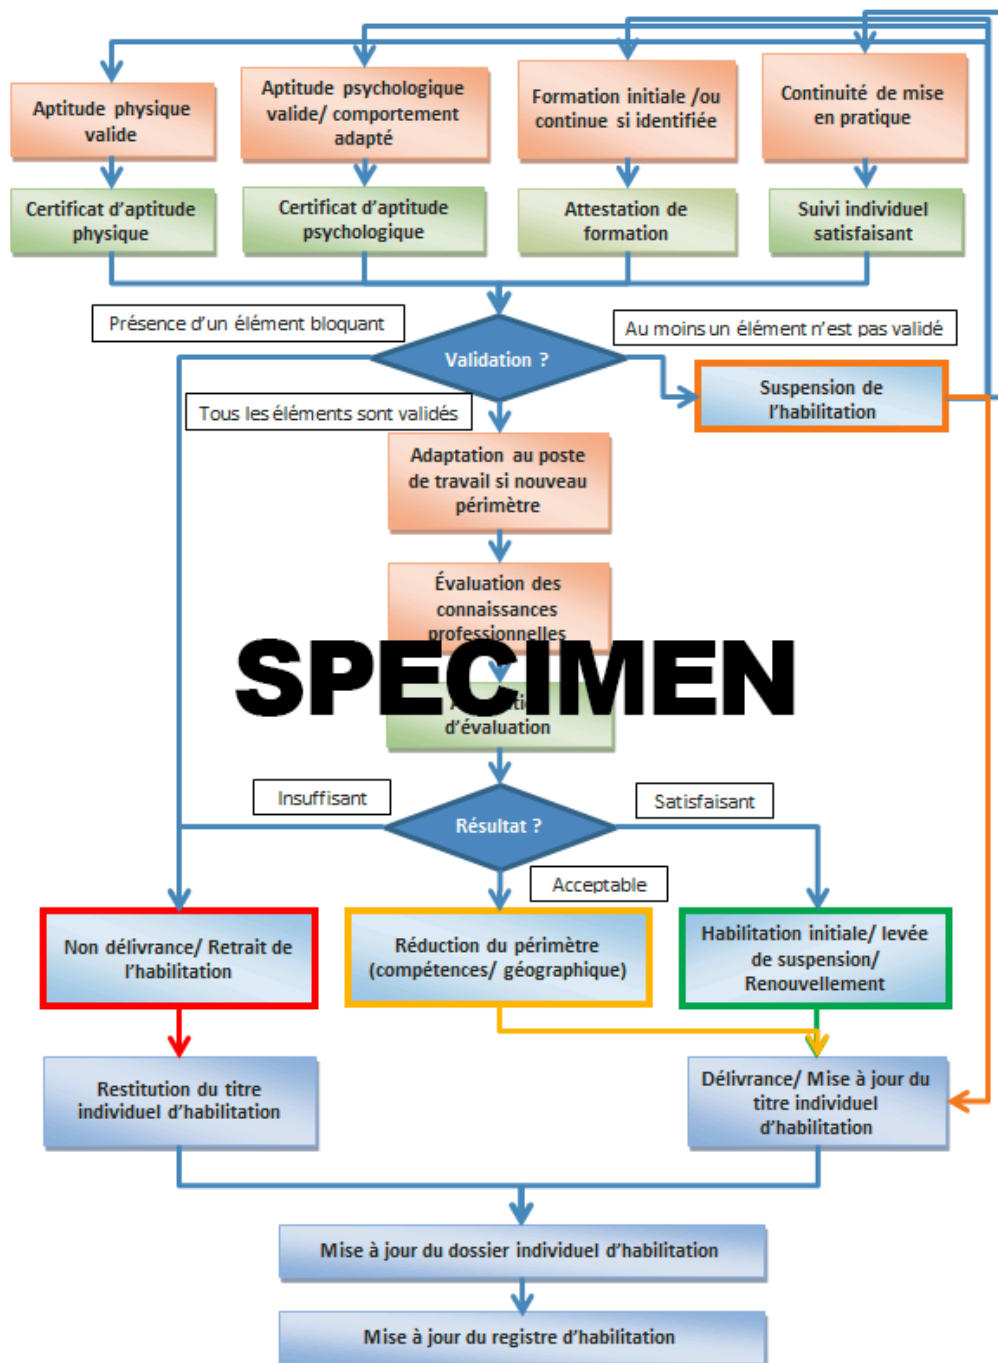 Aptitude physique
valide
Aptitude psychologique
valide/ comportement
adapté
Formation initiale /ou
continue si identifiée
Continuité de mise
en pratique
Certificat d’aptitude
physique
Certificat d’aptitude
psychologique
Attestation de
formation
Suivi individuel
satisfaisant
Présence d’un élément bloquant
Au moins un élément n’est pas validé
Validation ?
Suspension de
l’habilitation
Tous les éléments sont validés
Adaptation au poste
de travail si nouveau
périmètre
Évaluation des
connaissances
professionnelles
SPECIMEN
d’évaluation
Insuffisant
Satisfaisant
Résultat ?
Acceptable
Non délivrance/ Retrait de
l’habilitation
Réduction du périmètre
(compétences/ géographique)
Habilitation initiale/ levée
de suspension/
Renouvellement
Restitution du titre
individuel d’habilitation
Délivrance/ Mise à jour du
titre individuel
d’habilitation
Mise à jour du dossier individuel d’habilitation
Mise à jour du registre d’habilitation